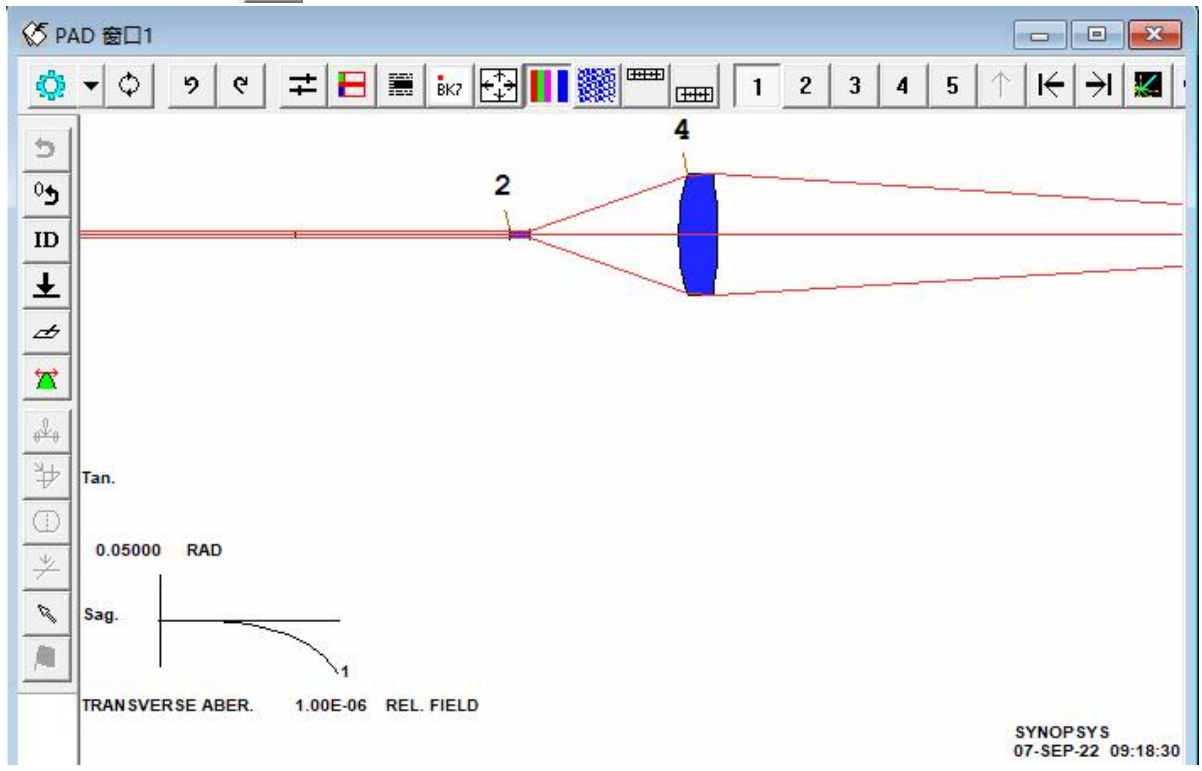 PAD 窗口1
BK7
1 2 3 4 5
0
ID
4
2
Tan.
0.05000 RAD
Sag.
1
TRANSVERSE ABER. 1.00E-06 REL. FIELD
SYNOPSYS
07-SEP-22 09:18:30